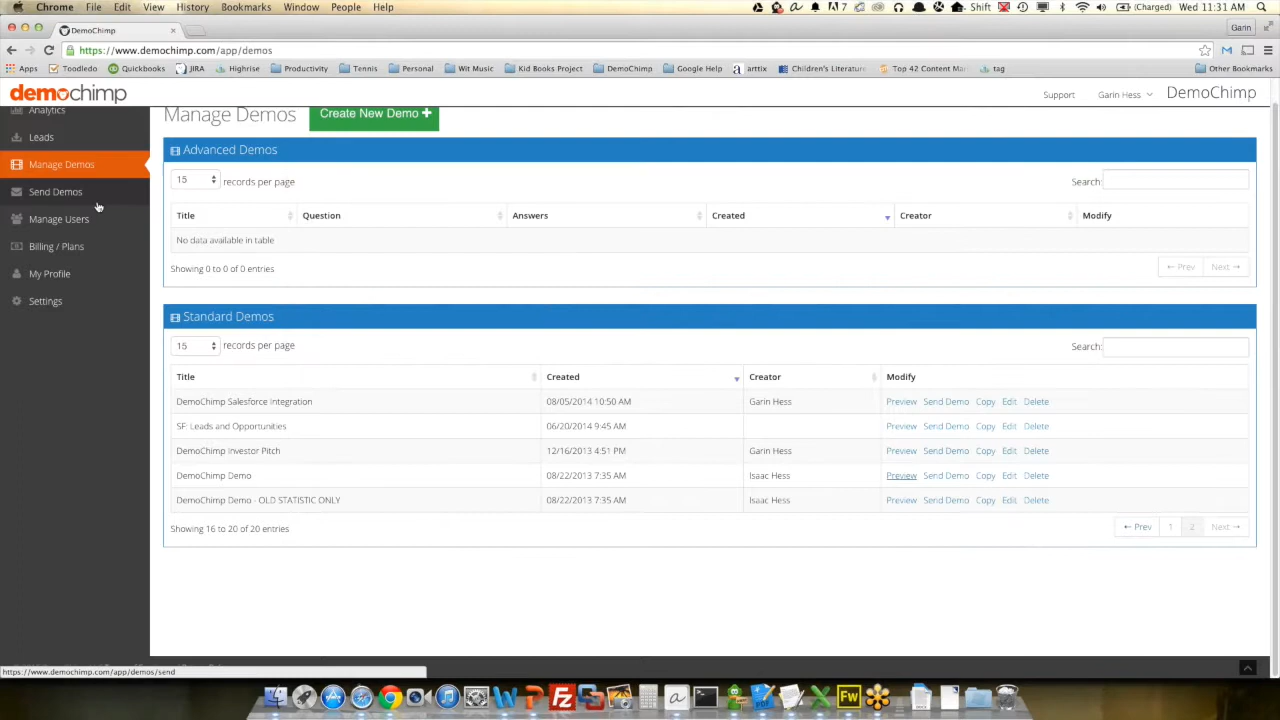 Chrome File Edit View History Bookmarks Window People Help 7 Shift (Charged) Wed 11:31 AM
DemoChimp Garin
https://www.demochimp.com/app/demos
Apps Toodledo Quickbooks JIRA Highrise Productivity Tennis Personal Wit Music Kid Books Project DemoChimp Google Help arttix Children's Literature Top 42 Content Mar tag Other Bookmarks
demochimp Support Garin Hess DemoChimp
Analytics
Leads
Manage Demos
Send Demos
Manage Users
Billing / Plans
My Profile
Settings
Manage Demos Create New Demo +
Advanced Demos
15 records per page Search:
Title Question Answers Created Creator Modify
No data available in table
Showing 0 to 0 of 0 entries ← Prev Next →
Standard Demos
15 records per page Search:
Title Created Creator Modify
DemoChimp Salesforce Integration 08/05/2014 10:50 AM Garin Hess Preview Send Demo Copy Edit Delete
SF: Leads and Opportunities 06/20/2014 9:45 AM Preview Send Demo Copy Edit Delete
DemoChimp Investor Pitch 12/16/2013 4:51 PM Garin Hess Preview Send Demo Copy Edit Delete
DemoChimp Demo 08/22/2013 7:35 AM Isaac Hess Preview Send Demo Copy Edit Delete
DemoChimp Demo - OLD STATISTIC ONLY 08/22/2013 7:35 AM Isaac Hess Preview Send Demo Copy Edit Delete
Showing 16 to 20 of 20 entries ← Prev 1 2 Next →
https://www.demochimp.com/app/demos/send